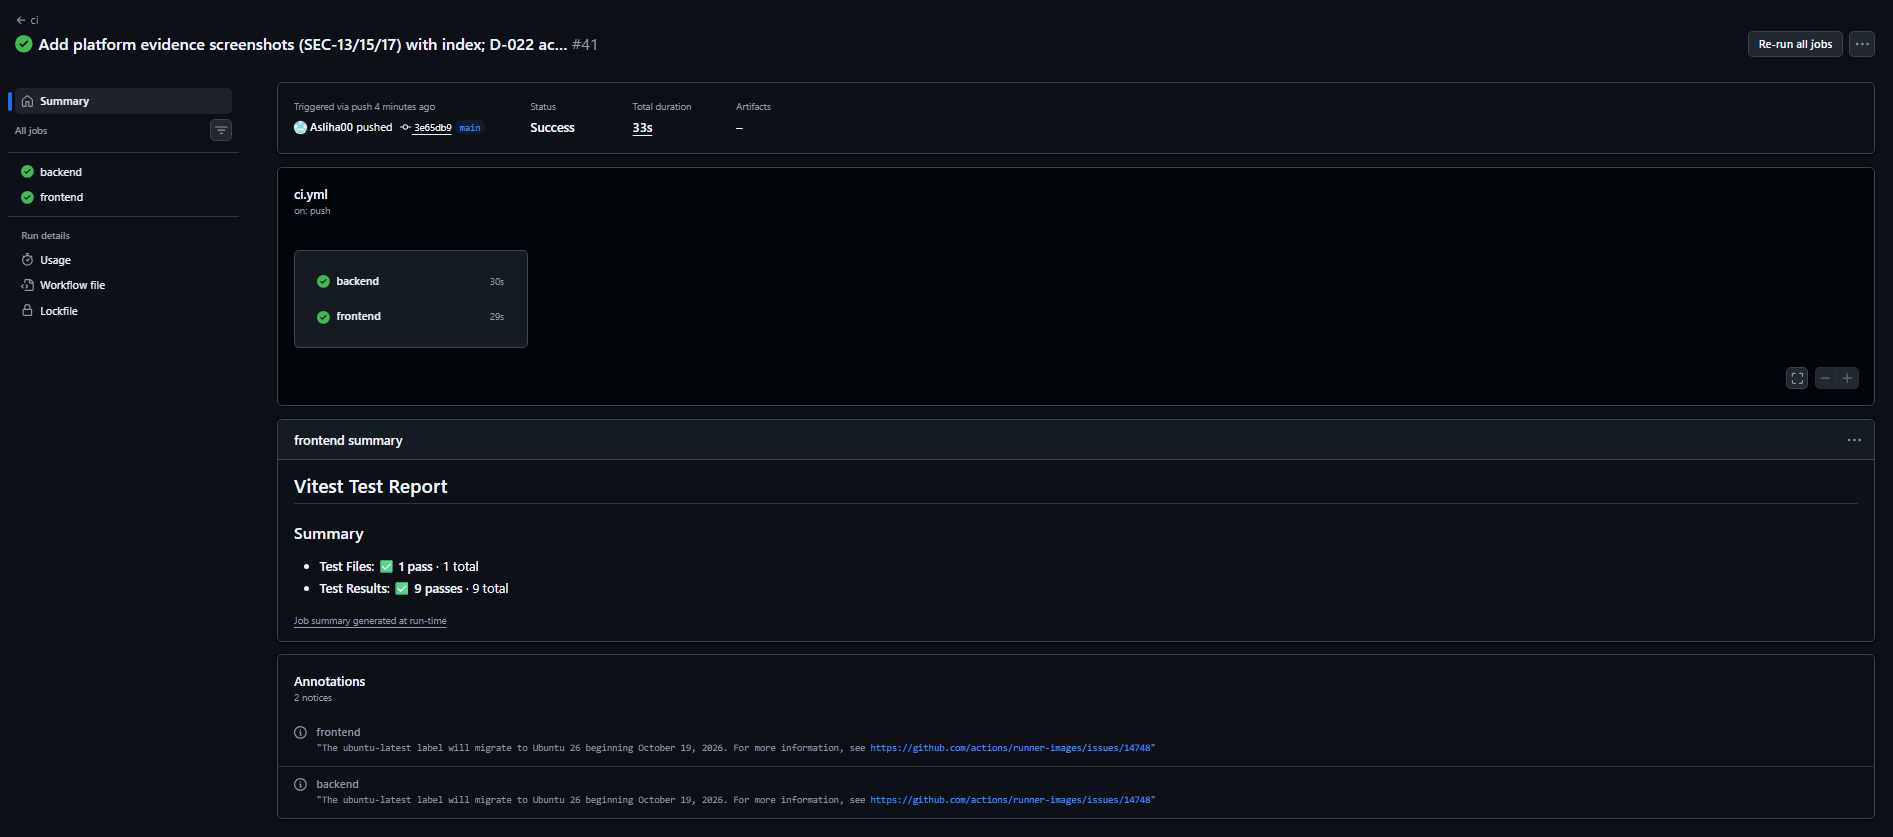 ci
Add platform evidence screenshots (SEC-13/15/17) with index; D-022 ac... #41
Re-run all jobs
Summary
All jobs
backend
frontend
Run details
Usage
Workflow file
Lockfile
Triggered via push 4 minutes ago
Asliha00 pushed 3e65db9 main
Status
Success
Total duration
33s
Artifacts
–
ci.yml
on: push
backend 30s
frontend 29s
frontend summary
Vitest Test Report
Summary
• Test Files: ✅ 1 pass · 1 total
• Test Results: ✅ 9 passes · 9 total
Job summary generated at run-time
Annotations
2 notices
frontend
"The ubuntu-latest label will migrate to Ubuntu 26 beginning October 19, 2026. For more information, see https://github.com/actions/runner-images/issues/14748"
backend
"The ubuntu-latest label will migrate to Ubuntu 26 beginning October 19, 2026. For more information, see https://github.com/actions/runner-images/issues/14748"